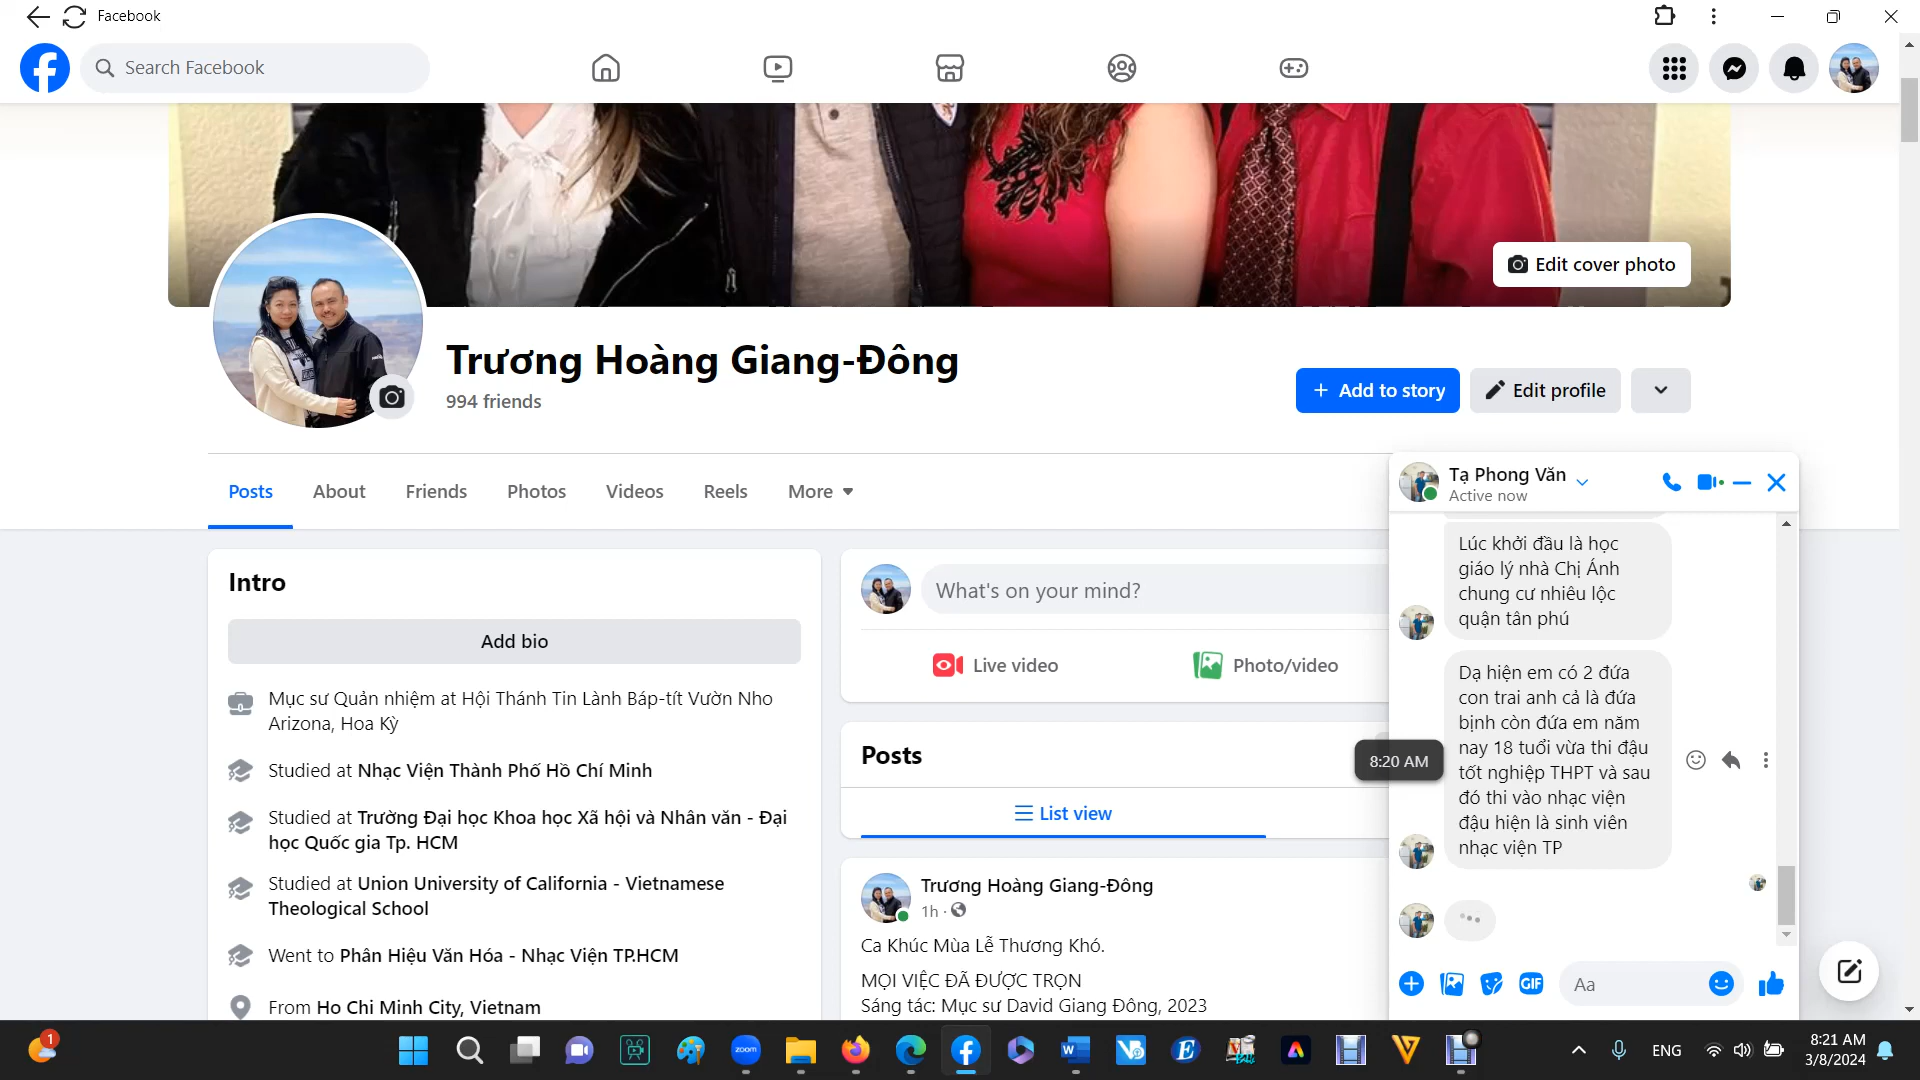 Facebook
Search Facebook
Edit cover photo
Trương Hoàng Giang-Đông
994 friends
+ Add to story
Edit profile
Posts
About
Friends
Photos
Videos
Reels
More
Intro
Add bio
Mục sư Quản nhiệm at Hội Thánh Tin Lành Báp-tít Vườn Nho
Arizona, Hoa Kỳ
Studied at Nhạc Viện Thành Phố Hồ Chí Minh
Studied at Trường Đại học Khoa học Xã hội và Nhân văn - Đại
học Quốc gia Tp. HCM
Studied at Union University of California - Vietnamese
Theological School
Went to Phân Hiệu Văn Hóa - Nhạc Viện TP.HCM
From Ho Chi Minh City, Vietnam
What's on your mind?
Live video
Photo/video
Posts
List view
Trương Hoàng Giang-Đông
1h ·
Ca Khúc Mùa Lễ Thương Khó.
MỌI VIỆC ĐÃ ĐƯỢC TRỌN
Sáng tác: Mục sư David Giang Đông, 2023
Tạ Phong Văn
Active now
Lúc khởi đầu là học
giáo lý nhà Chị Ánh
chung cư nhiêu lộc
quận tân phú
8:20 AM
Dạ hiện em có 2 đứa
con trai anh cả là đứa
bịnh còn đứa em năm
nay 18 tuổi vừa thi đậu
tốt nghiệp THPT và sau
đó thi vào nhạc viện
đậu hiện là sinh viên
nhạc viện TP
GIF
Aa
1
zoom
ENG
8:21 AM
3/8/2024